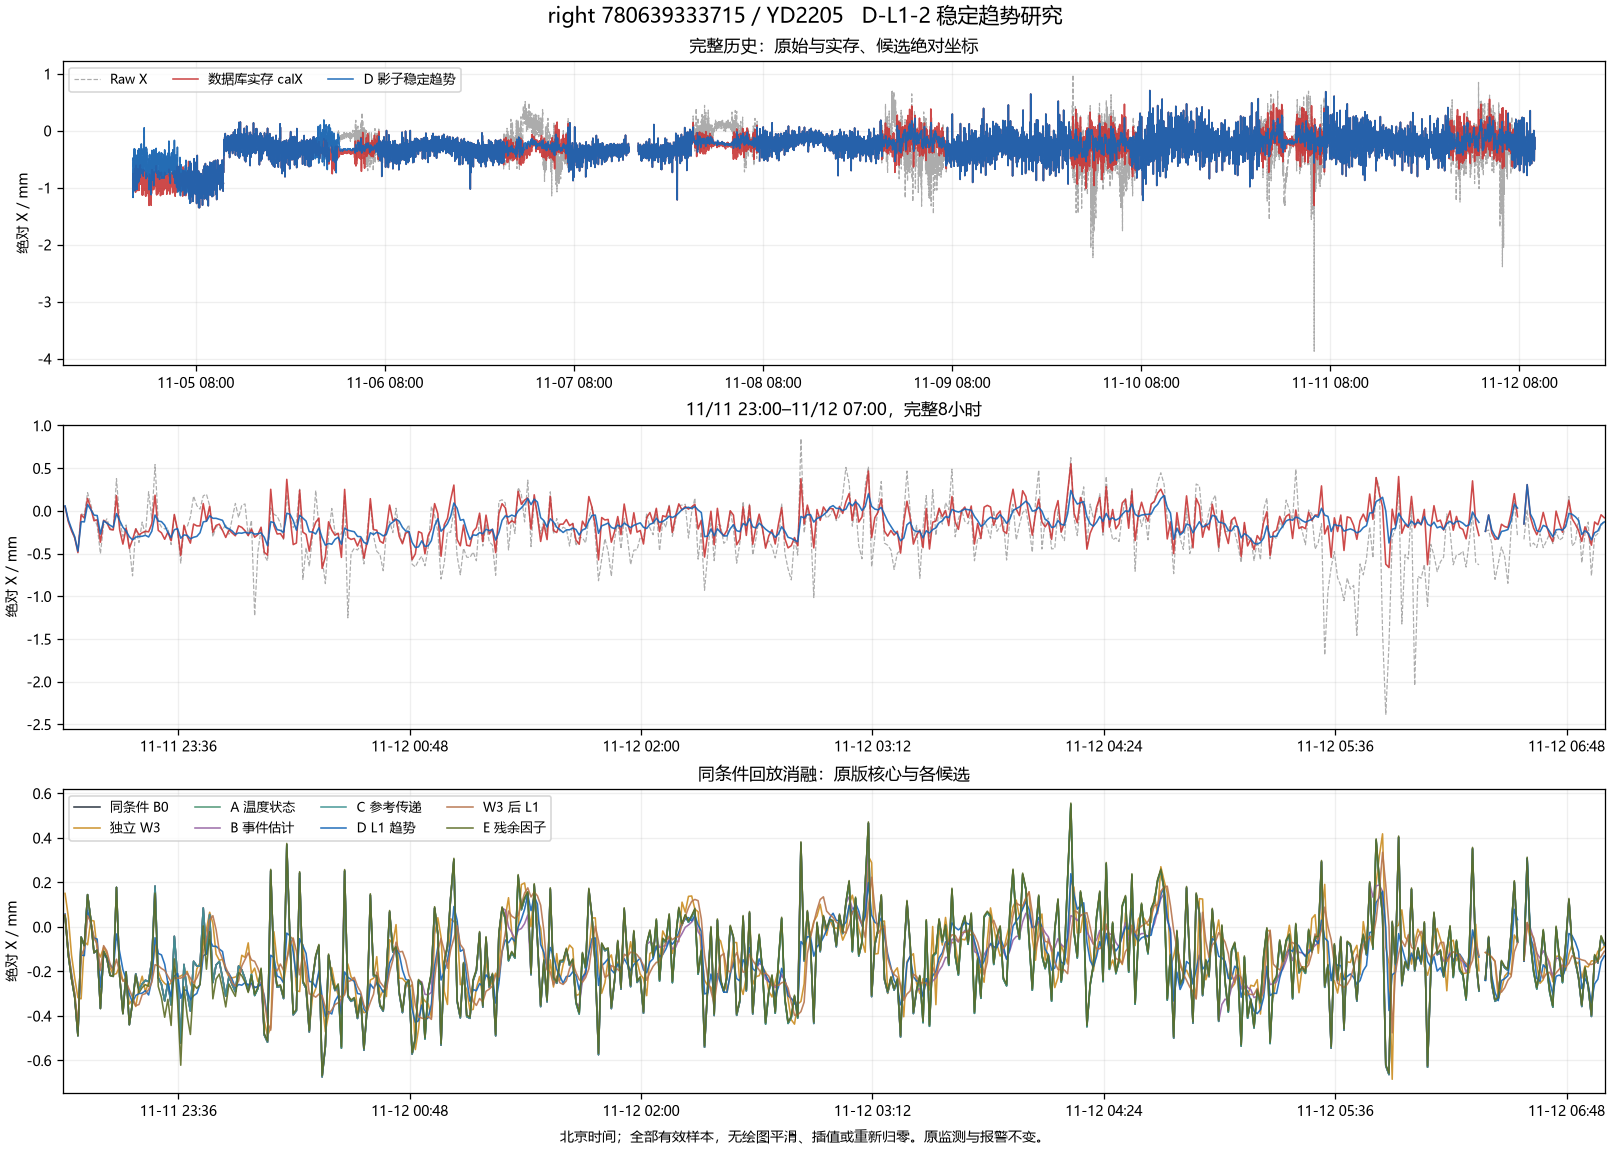 right 780639333715 / YD2205   D-L1-2 稳定趋势研究
完整历史：原始与实存、候选绝对坐标
Raw X
数据库实存 calX
D 影子稳定趋势
绝对 X / mm
1
0
-1
-2
-3
-4
11-05 08:00
11-06 08:00
11-07 08:00
11-08 08:00
11-09 08:00
11-10 08:00
11-11 08:00
11-12 08:00
11/11 23:00–11/12 07:00，完整8小时
绝对 X / mm
1.0
0.5
0.0
-0.5
-1.0
-1.5
-2.0
-2.5
11-11 23:36
11-12 00:48
11-12 02:00
11-12 03:12
11-12 04:24
11-12 05:36
11-12 06:48
同条件回放消融：原版核心与各候选
同条件 B0
A 温度状态
C 参考传递
W3 后 L1
独立 W3
B 事件估计
D L1 趋势
E 残余因子
绝对 X / mm
0.6
0.4
0.2
0.0
-0.2
-0.4
-0.6
11-11 23:36
11-12 00:48
11-12 02:00
11-12 03:12
11-12 04:24
11-12 05:36
11-12 06:48
北京时间；全部有效样本，无绘图平滑、插值或重新归零。原监测与报警不变。